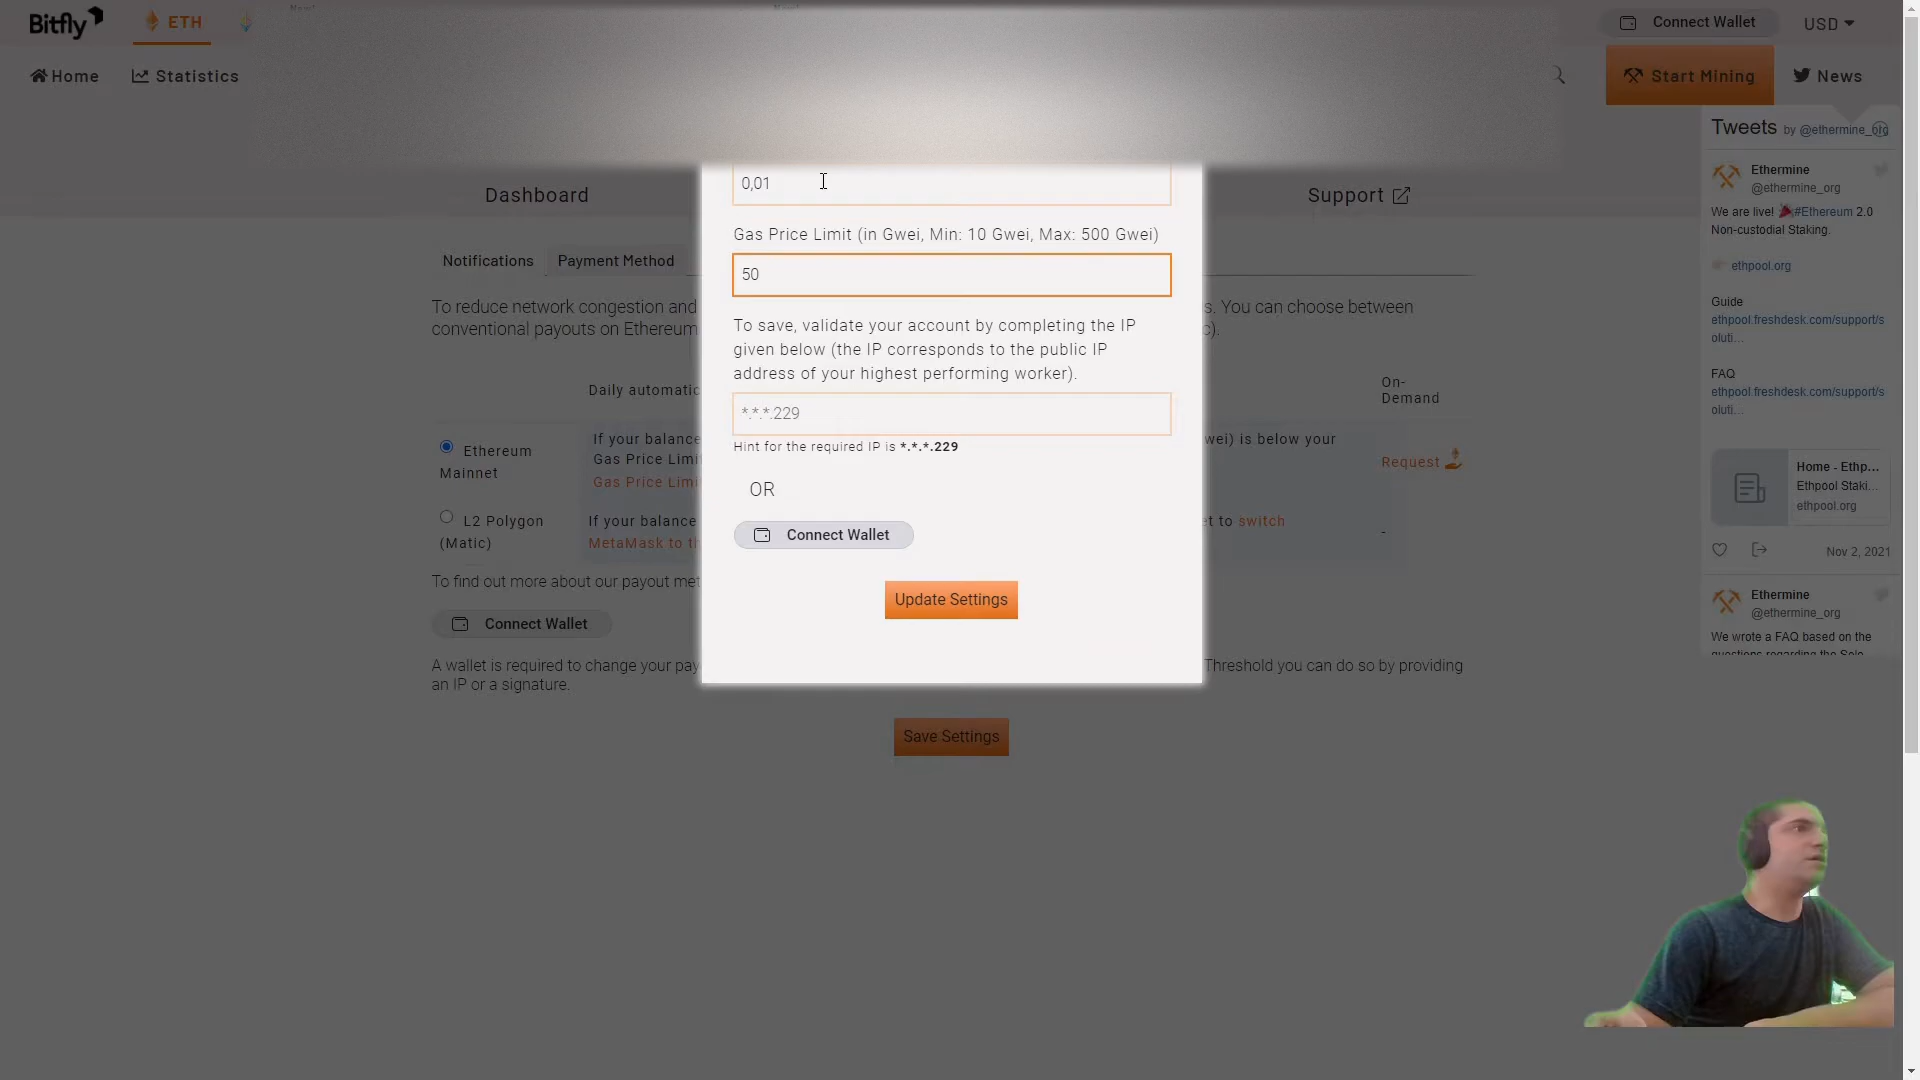 Bitfly
ETH
Connect Wallet
USD
Home
Statistics
Start Mining
News
Tweets by @ethermine_org
Dashboard
Support
0,01
Gas Price Limit (in Gwei, Min: 10 Gwei, Max: 500 Gwei)
50
To save, validate your account by completing the IP
given below (the IP corresponds to the public IP
address of your highest performing worker).
*.*.*.229
Hint for the required IP is *.*.*.229
OR
Connect Wallet
Update Settings
Notifications
Payment Method
To reduce network congestion and
s. You can choose between
conventional payouts on Ethereum
c).
Daily automatic
On-
Demand
Ethereum
Mainnet
If your balance
wei) is below your
Gas Price Limi
Gas Price Limi
Request
L2 Polygon
(Matic)
If your balance
et to switch
MetaMask to th
-
To find out more about our payout met
Connect Wallet
A wallet is required to change your pay
Threshold you can do so by providing
an IP or a signature.
Save Settings
Ethermine
@ethermine_org
We are live! #Ethereum 2.0
Non-custodial Staking.
ethpool.org
Guide
ethpool.freshdesk.com/support/s
oluti...
FAQ
ethpool.freshdesk.com/support/s
oluti...
Home - Ethp...
Ethpool Staki...
ethpool.org
Nov 2, 2021
Ethermine
@ethermine_org
We wrote a FAQ based on the
questions regarding the Solo